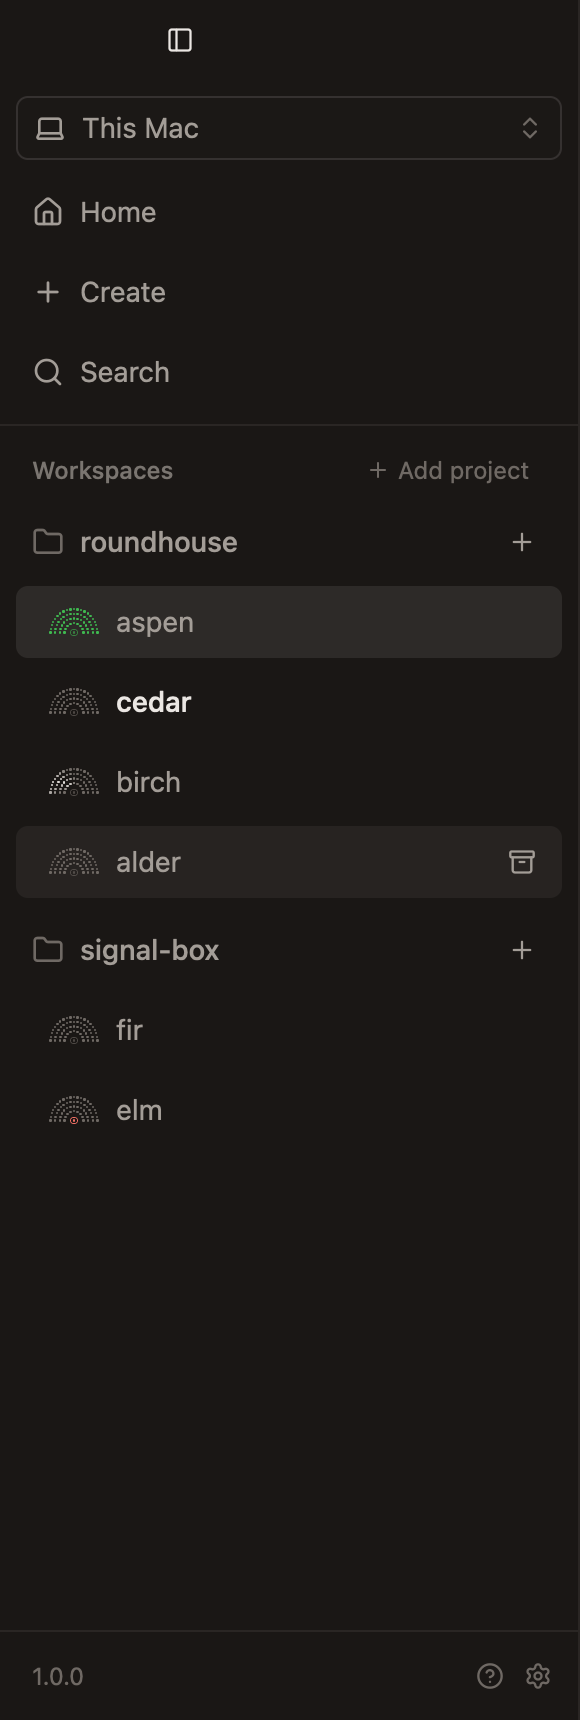 This Mac
Home
Create
Search
Workspaces + Add project
roundhouse
aspen
cedar
birch
alder
signal-box
fir
elm
1.0.0